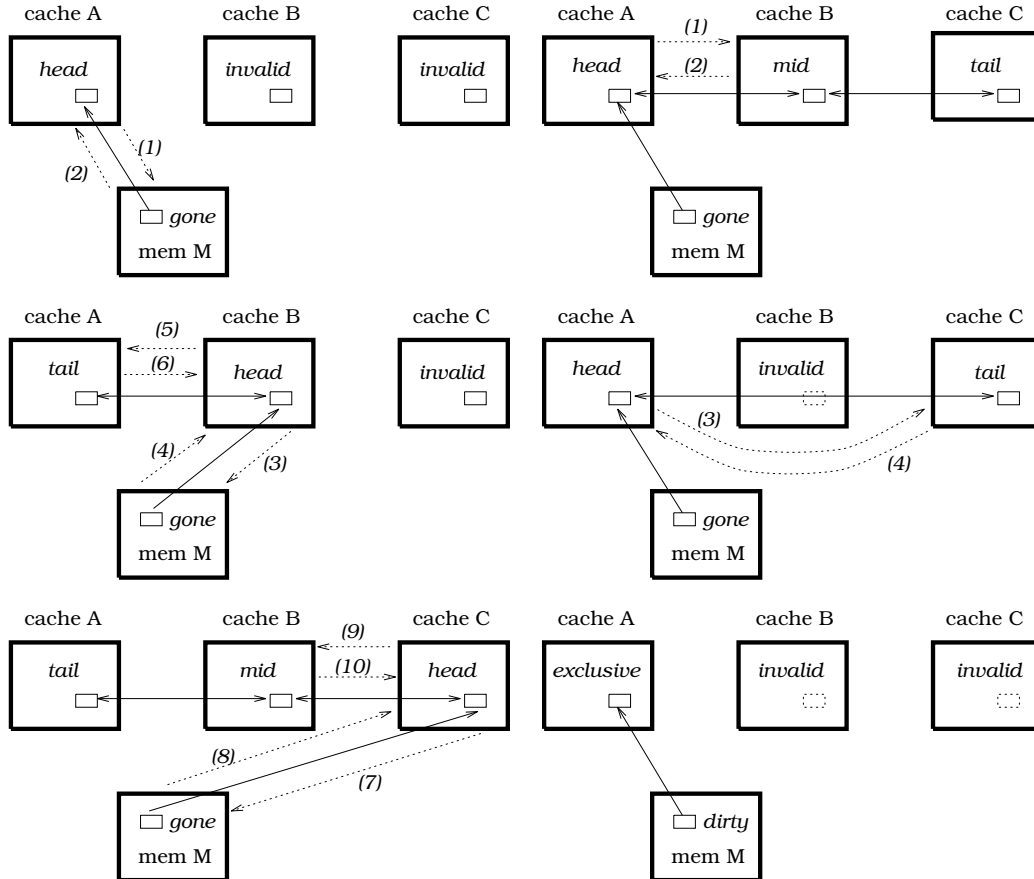 cache A cache B cache C cache A cache B cache C
head invalid invalid head (1) (2) mid tail
(1)
(2)
gone gone
mem M mem M
cache A cache B cache C cache A cache B cache C
tail (5) (6) head invalid head invalid tail
(4) (3) (3) (4)
gone gone
mem M mem M
cache A cache B cache C cache A cache B cache C
tail mid (9) (10) head exclusive invalid invalid
(8) (7)
gone dirty
mem M mem M